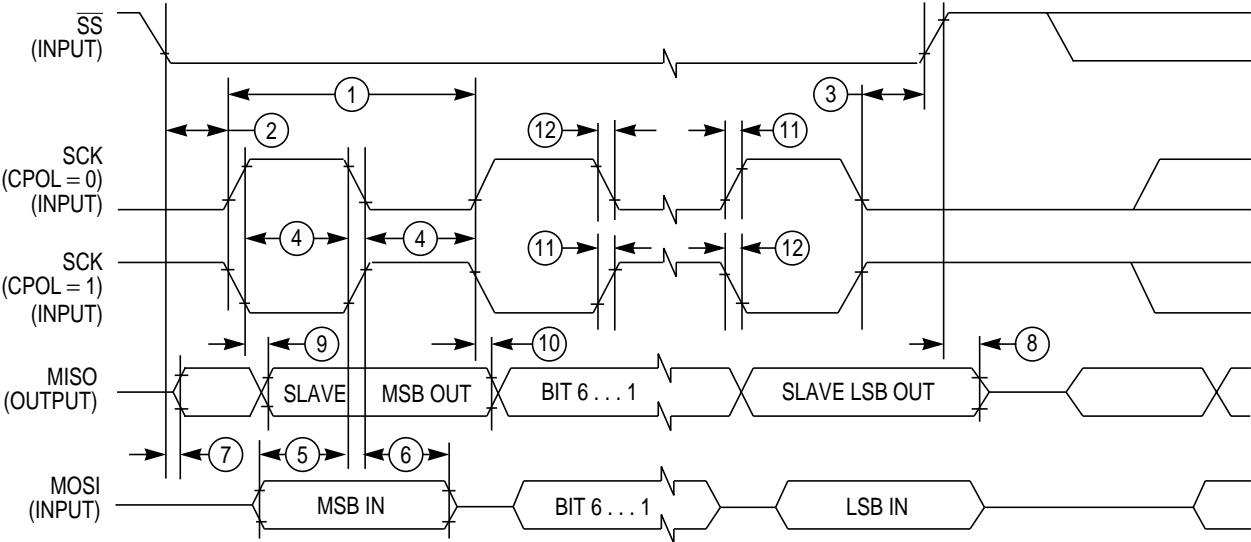 SS
(INPUT)
1
3
2
12
11
SCK
(CPOL = 0)
(INPUT)
4
4
11
12
SCK
(CPOL = 1)
(INPUT)
9
10
8
MISO
(OUTPUT)
SLAVE
MSB OUT
BIT 6 . . . 1
SLAVE LSB OUT
7
5
6
MOSI
(INPUT)
MSB IN
BIT 6 . . . 1
LSB IN